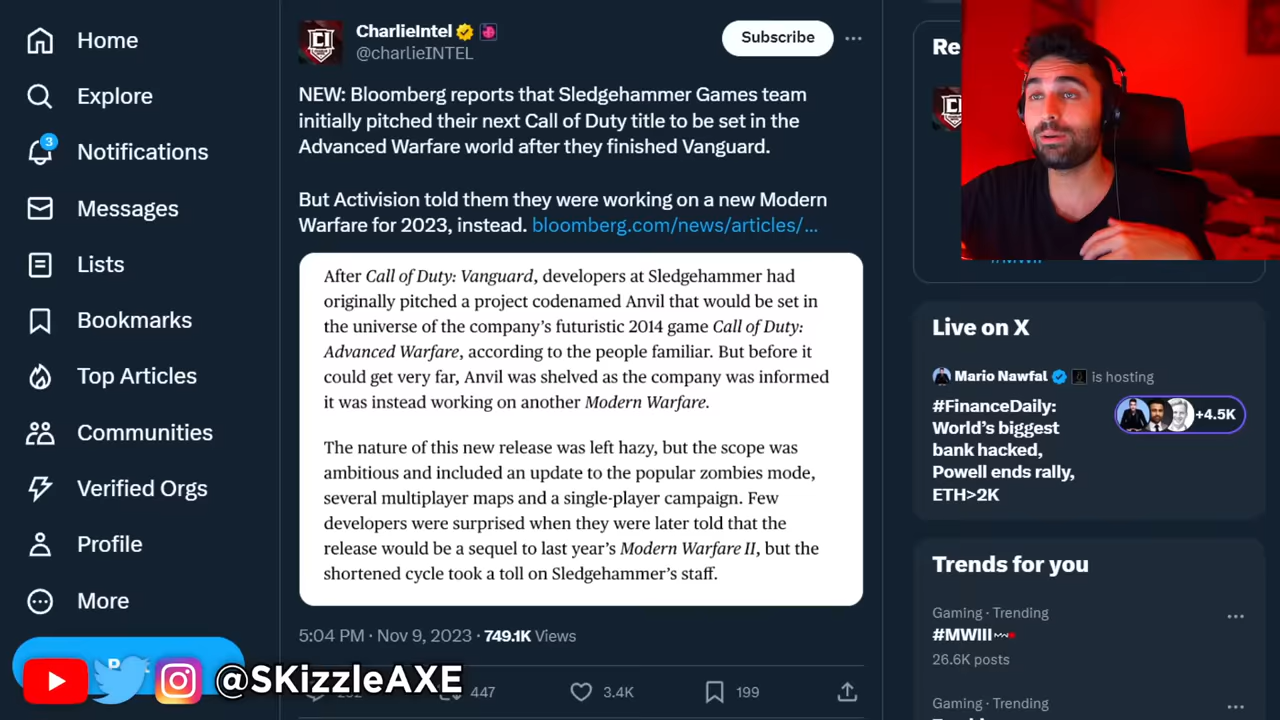 Home
Explore
3
Notifications
Messages
Lists
Bookmarks
Top Articles
Communities
Verified Orgs
Profile
More
@SKizzleAXE
CharlieIntel
@charlieINTEL
Subscribe
NEW: Bloomberg reports that Sledgehammer Games team
initially pitched their next Call of Duty title to be set in the
Advanced Warfare world after they finished Vanguard.
But Activision told them they were working on a new Modern
Warfare for 2023, instead. bloomberg.com/news/articles/...
After Call of Duty: Vanguard, developers at Sledgehammer had
originally pitched a project codenamed Anvil that would be set in
the universe of the company's futuristic 2014 game Call of Duty:
Advanced Warfare, according to the people familiar. But before it
could get very far, Anvil was shelved as the company was informed
it was instead working on another Modern Warfare.
The nature of this new release was left hazy, but the scope was
ambitious and included an update to the popular zombies mode,
several multiplayer maps and a single-player campaign. Few
developers were surprised when they were later told that the
release would be a sequel to last year's Modern Warfare II, but the
shortened cycle took a toll on Sledgehammer's staff.
5:04 PM · Nov 9, 2023 · 749.1K Views
447
3.4K
199
Live on X
Mario Nawfal is hosting
#FinanceDaily:
World's biggest
bank hacked,
Powell ends rally,
ETH>2K
+4.5K
Trends for you
Gaming · Trending
#MWIII
26.6K posts
Gaming · Trending